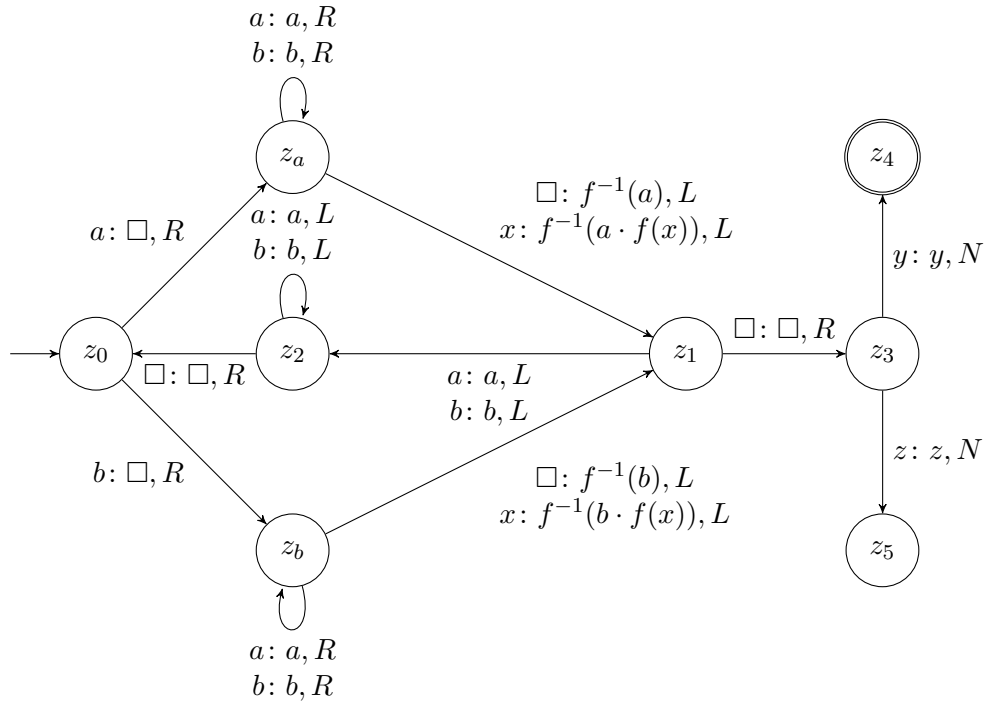 a: a, R
b: b, R
z_a
z_4
□: f^{-1}(a), L
x: f^{-1}(a · f(x)), L
a: □, R
a: a, L
b: b, L
y: y, N
z_0
□: □, R
z_2
a: a, L
b: b, L
z_1
□: □, R
z_3
b: □, R
z: z, N
□: f^{-1}(b), L
x: f^{-1}(b · f(x)), L
z_b
z_5
a: a, R
b: b, R